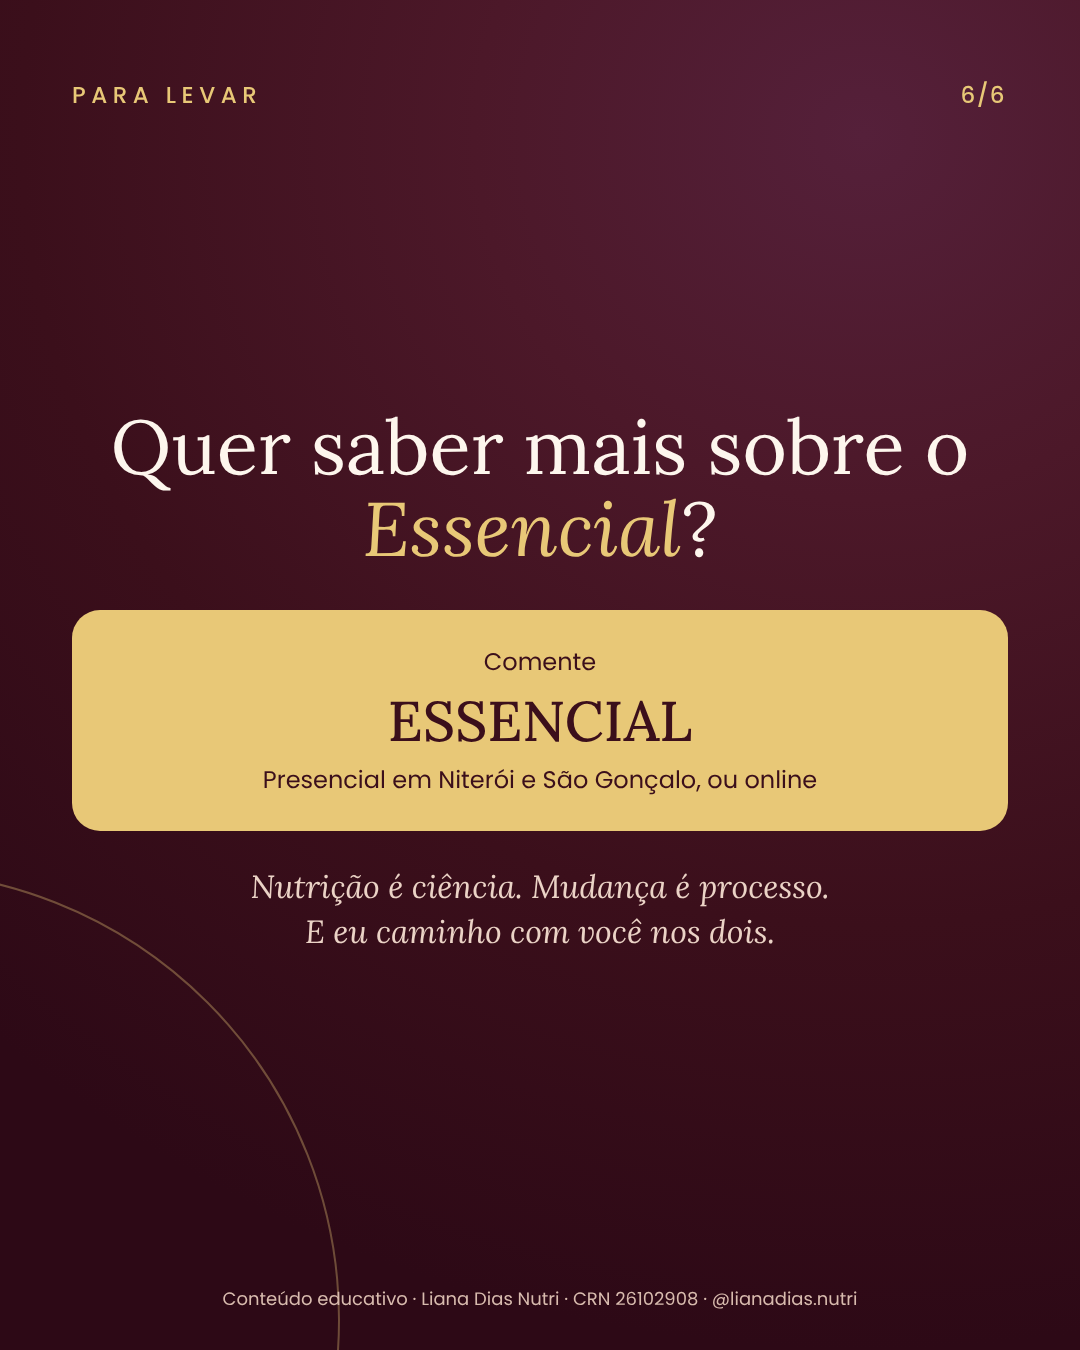 PARA LEVAR
6/6
Quer saber mais sobre o
Essencial?
Comente
ESSENCIAL
Presencial em Niterói e São Gonçalo, ou online
Nutrição é ciência. Mudança é processo.
E eu caminho com você nos dois.
Conteúdo educativo · Liana Dias Nutri · CRN 26102908 · @lianadias.nutri